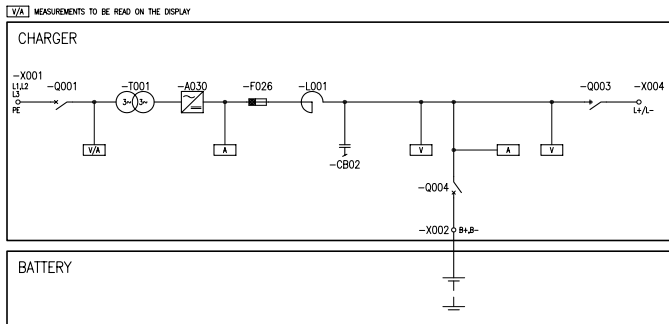 V/A MEASUREMENTS TO BE READ ON THE DISPLAY
CHARGER
-X001
L1,L2
L3
PE
-Q001
-T001
-A030
-F026
-L001
-Q003
-X004
L+/L-
3~ 3~
V/A
A
-CB02
V
A
V
-Q004
-X002
B+,B-
BATTERY